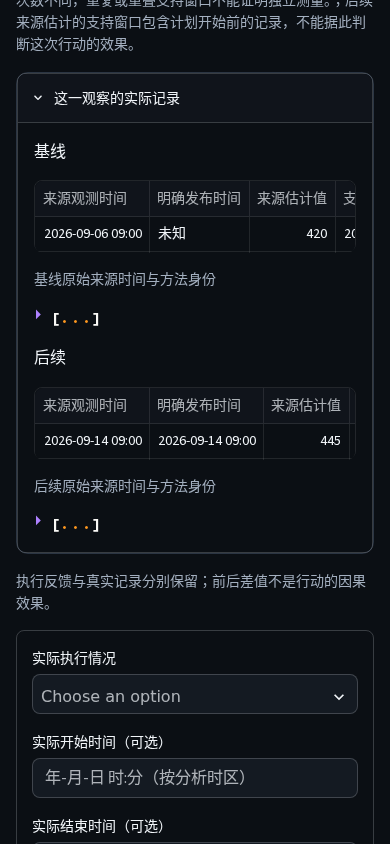 次数不同，重复或重叠支持窗口不能证明独立测量。；后续
来源估计的支持窗口包含计划开始前的记录，不能据此判
断这次行动的效果。
这一观察的实际记录
基线
来源观测时间 明确发布时间 来源估计值 支
2026-09-06 09:00 未知 420 20
基线原始来源时间与方法身份
[...]
后续
来源观测时间 明确发布时间 来源估计值
2026-09-14 09:00 2026-09-14 09:00 445
后续原始来源时间与方法身份
[...]
执行反馈与真实记录分别保留；前后差值不是行动的因果
效果。
实际执行情况
Choose an option
实际开始时间（可选）
年-月-日 时:分（按分析时区）
实际结束时间（可选）